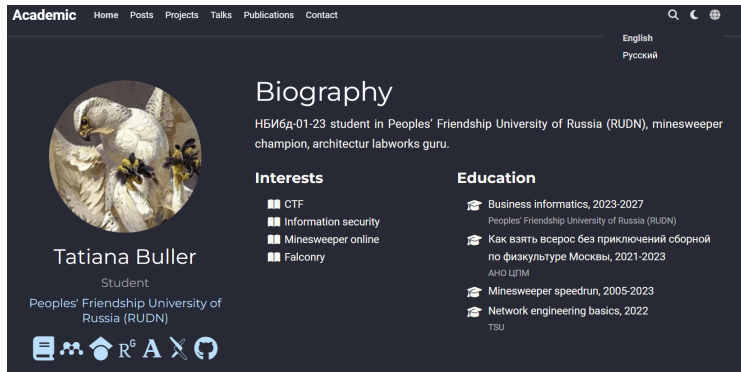 Academic Home Posts Projects Talks Publications Contact
English
Русский
Biography
НБИбд-01-23 student in Peoples' Friendship University of Russia (RUDN), minesweeper
champion, architectur labworks guru.
Interests
CTF
Information security
Minesweeper online
Falconry
Education
Business informatics, 2023-2027
Peoples' Friendship University of Russia (RUDN)
Как взять всерос без приключений сборной
по физкультуре Москвы, 2021-2023
АНО ЦПМ
Minesweeper speedrun, 2005-2023
Network engineering basics, 2022
TSU
Tatiana Buller
Student
Peoples' Friendship University of
Russia (RUDN)